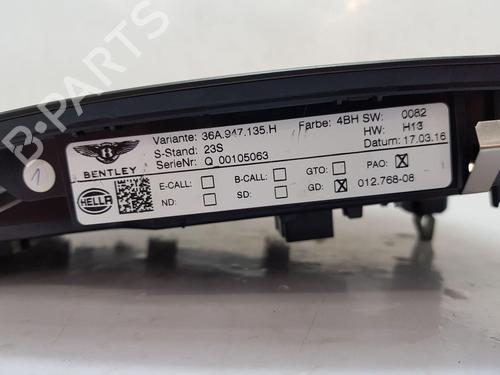 B-Parts
BENTLEY
HELLA
Variante: 36A.947.135.H Farbe: 4BH SW: 0082
S-Stand: 23S HW: H13
SerieNr: Q 00105063 Datum: 17.03.16
E-CALL: B-CALL: GTO: PAO:
ND: SD: GD: 012.768-08
1